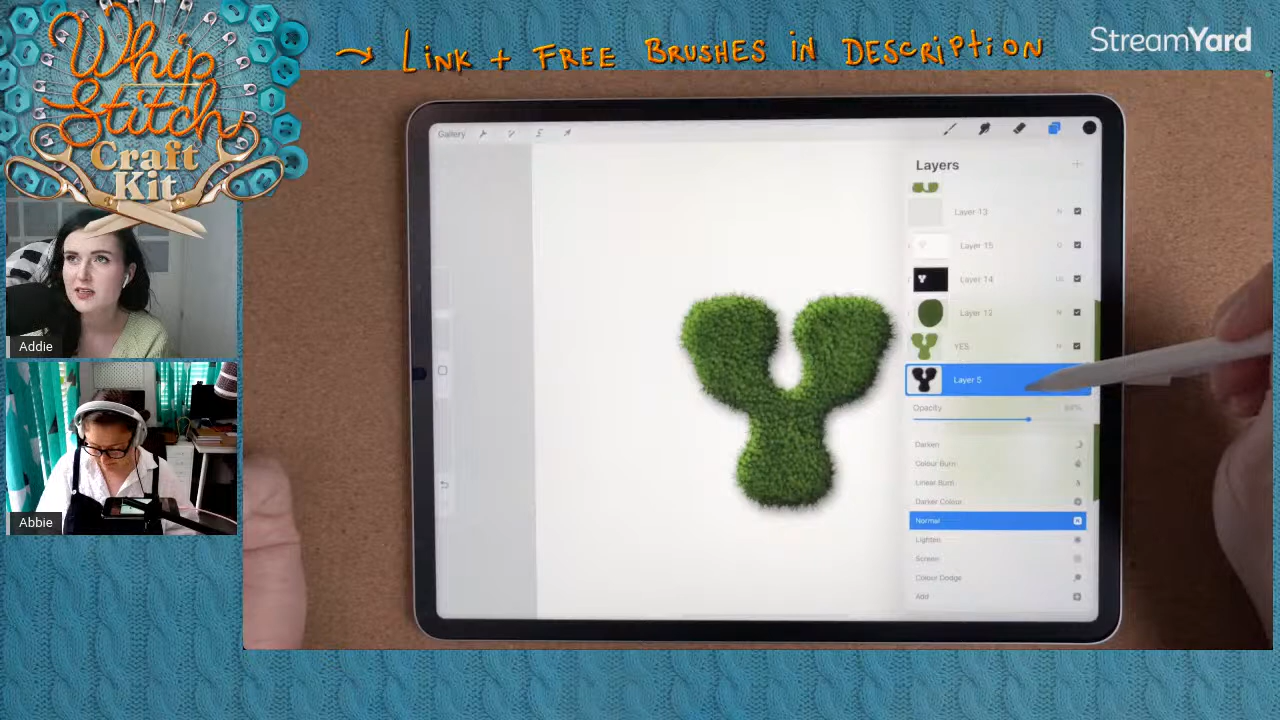 Whip
Stitch
Craft
Kit
→ Link + FREE BRUSHES in DEscRiptiOn
StreamYard
Gallery
Layers
Layer 13
N
Layer 15
O
Layer 14
Layer 12
N
YES
N
Layer 5
Opacity
Darken
Colour Burn
Linear Burn
Darker Colour
Normal
N
Lighten
Screen
Colour Dodge
Add
Addie
Abbie